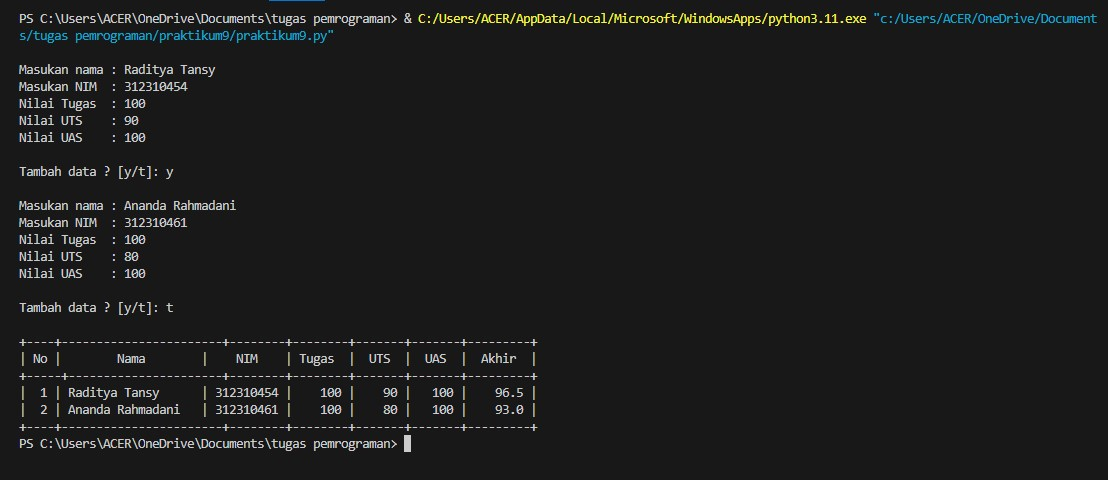 PS C:\Users\ACER\OneDrive\Documents\tugas pemrograman> & C:/Users/ACER/AppData/Local/Microsoft/WindowsApps/python3.11.exe "c:/Users/ACER/OneDrive/Document
s/tugas pemrograman/praktikum9/praktikum9.py"
Masukan nama : Raditya Tansy
Masukan NIM  : 312310454
Nilai Tugas  : 100
Nilai UTS    : 90
Nilai UAS    : 100
Tambah data ? [y/t]: y
Masukan nama : Ananda Rahmadani
Masukan NIM  : 312310461
Nilai Tugas  : 100
Nilai UTS    : 80
Nilai UAS    : 100
Tambah data ? [y/t]: t
+----+----------------------+-----------+--------+-------+-------+---------+
| No |        Nama        |    NIM    | Tugas |  UTS  |  UAS  |  Akhir  |
+----+----------------------+-----------+--------+-------+-------+---------+
|  1 | Raditya Tansy      | 312310454 |    100 |    90 |   100 |    96.5 |
|  2 | Ananda Rahmadani   | 312310461 |    100 |    80 |   100 |    93.0 |
+----+----------------------+-----------+--------+-------+-------+---------+
PS C:\Users\ACER\OneDrive\Documents\tugas pemrograman>